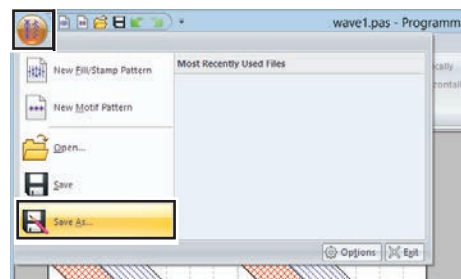 wave1.pas - Programm
New Fill/Stamp Pattern
Most Recently Used Files
New Motif Pattern
Open...
Save
Save As...
Options
Exit